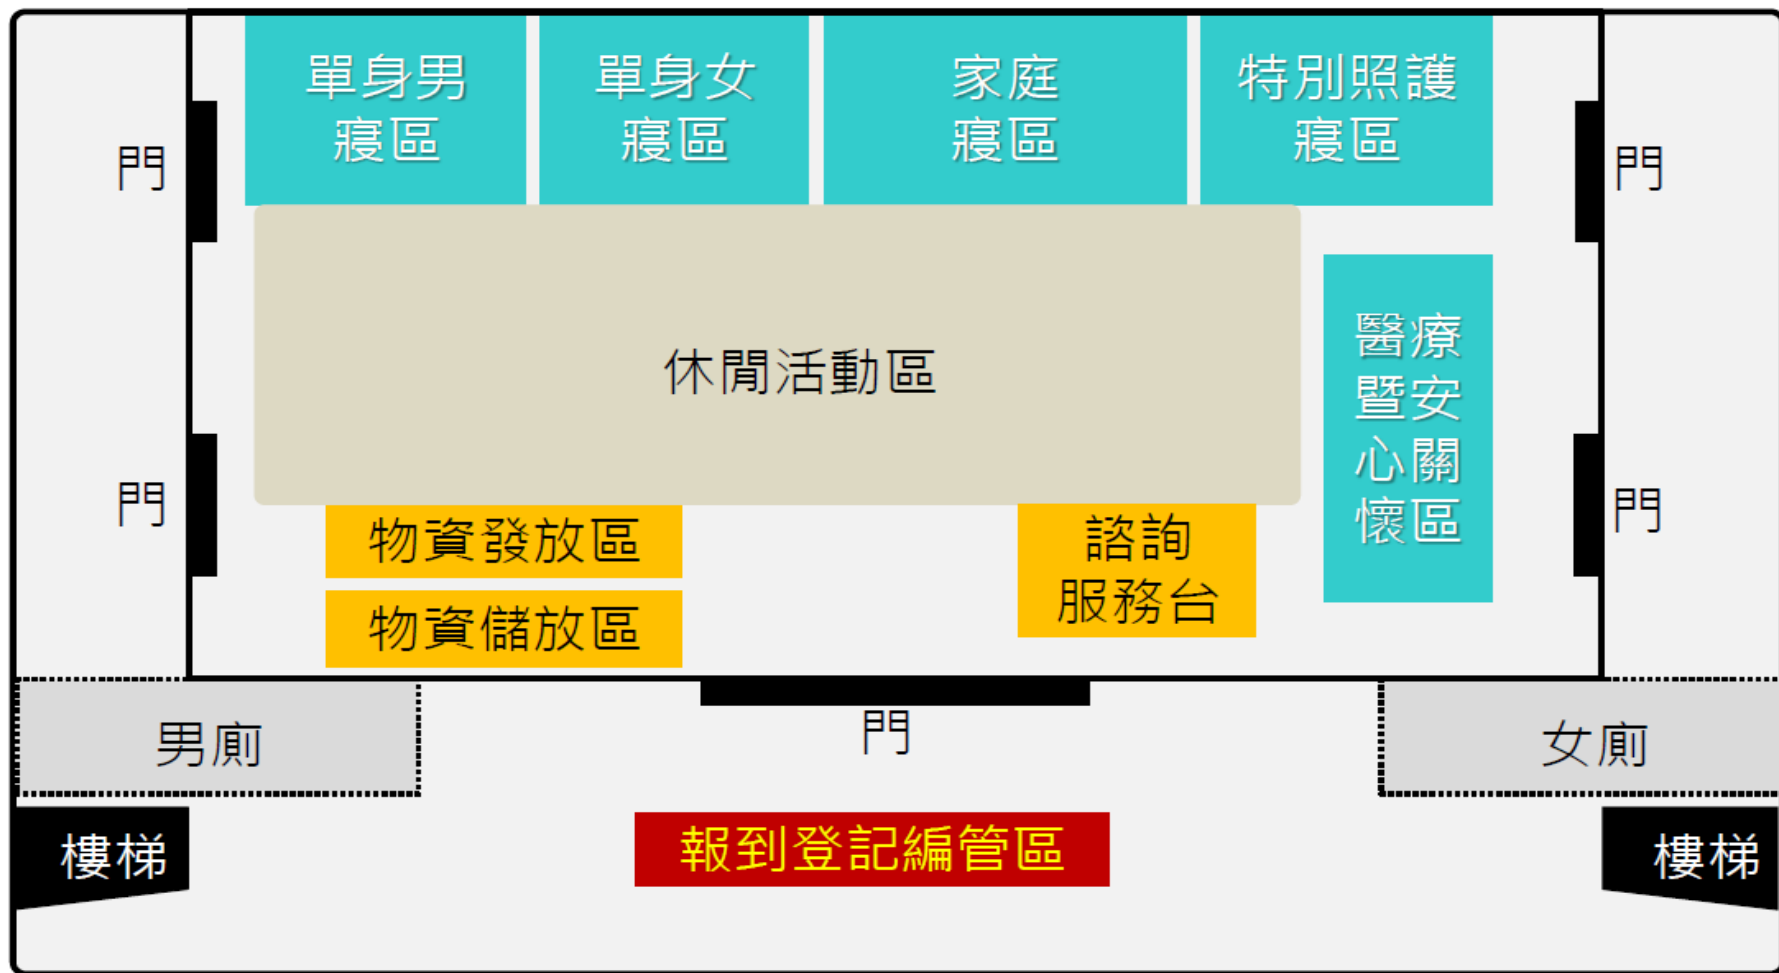 單身男
寢區
單身女
寢區
家庭
寢區
特別照護
寢區
門
門
休閒活動區
醫療
暨安
心關
懷區
門
門
物資發放區
諮詢
服務台
物資儲放區
男廁
門
女廁
樓梯
報到登記編管區
樓梯